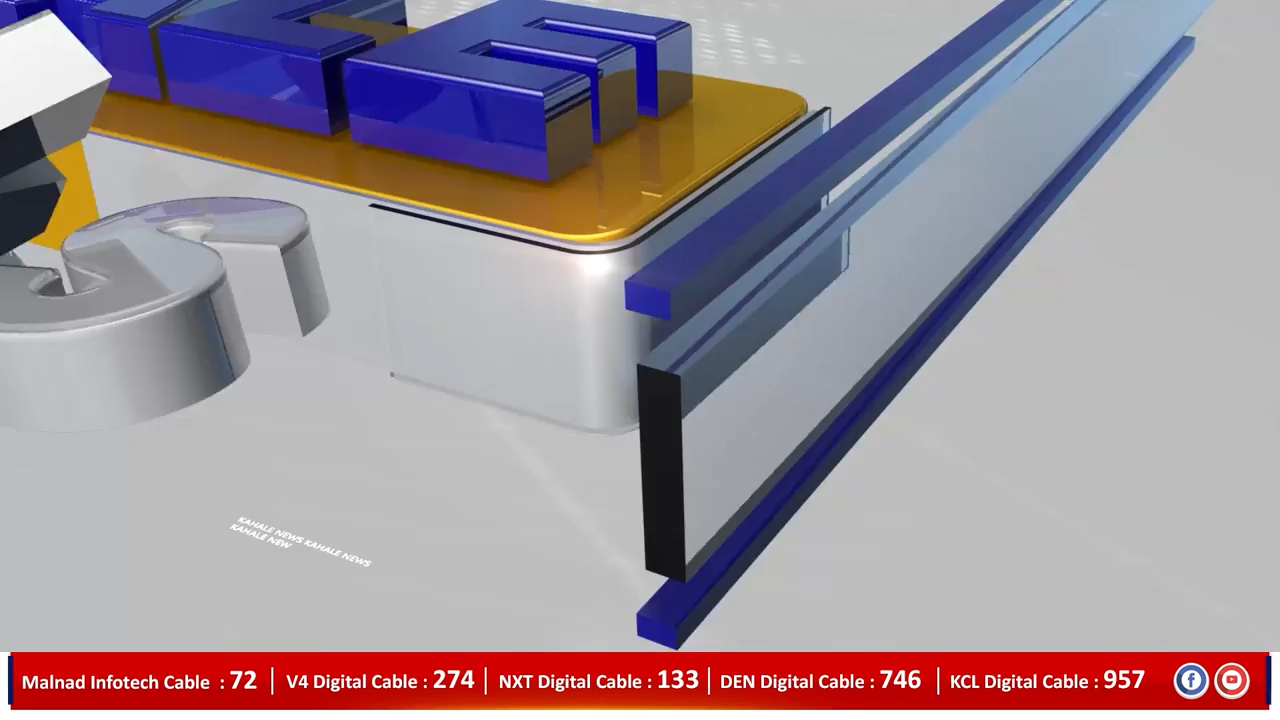 LE
S
KAHALE NEWS KAHALE NEWS
KAHALE NEW
Malnad Infotech Cable : 72 | V4 Digital Cable : 274 | NXT Digital Cable : 133 | DEN Digital Cable : 746 | KCL Digital Cable : 957